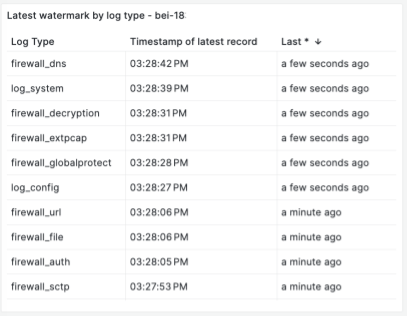 Latest watermark by log type - bei-18
Log Type Timestamp of latest record Last * ↓
firewall_dns 03:28:42 PM a few seconds ago
log_system 03:28:39 PM a few seconds ago
firewall_decryption 03:28:31 PM a few seconds ago
firewall_extpcap 03:28:31 PM a few seconds ago
firewall_globalprotect 03:28:28 PM a few seconds ago
log_config 03:28:27 PM a few seconds ago
firewall_url 03:28:06 PM a minute ago
firewall_file 03:28:06 PM a minute ago
firewall_auth 03:28:05 PM a minute ago
firewall_sctp 03:27:53 PM a minute ago